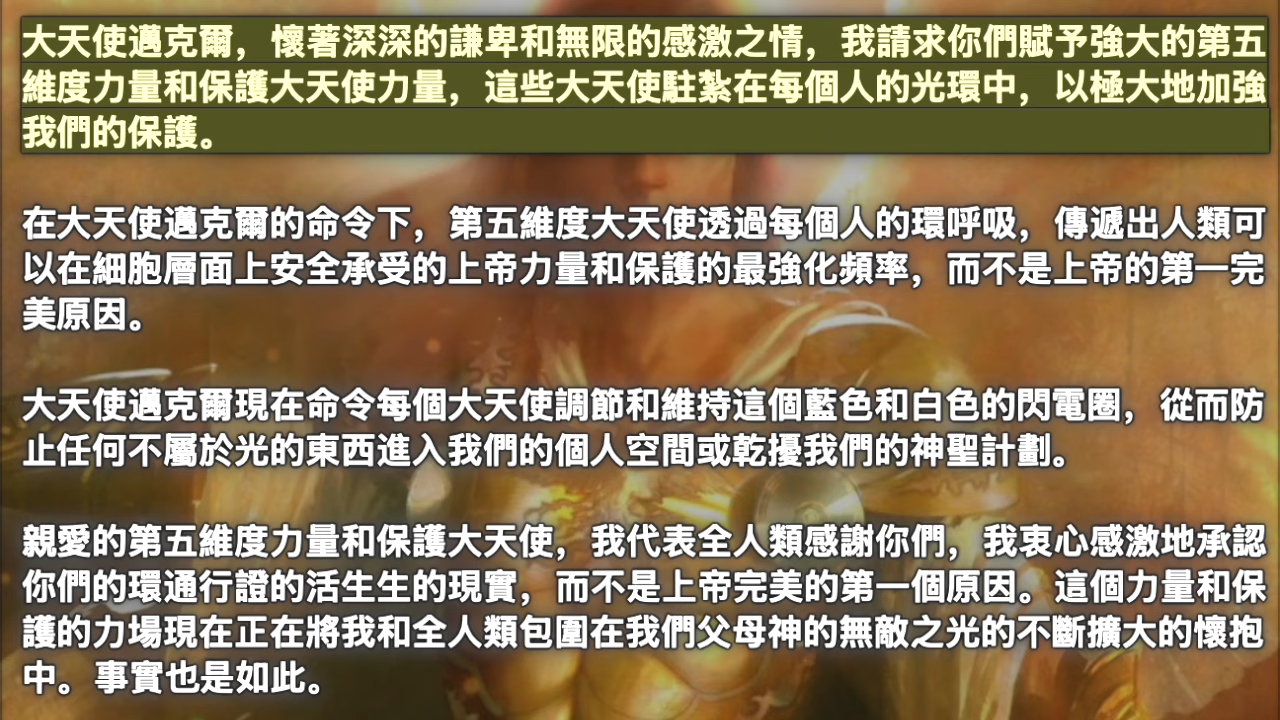 大天使邁克爾，懷著深深的謙卑和無限的感激之情，我請求你們賦予強大的第五
維度力量和保護大天使力量，這些大天使駐紮在每個人的光環中，以極大地加強
我們的保護。
在大天使邁克爾的命令下，第五維度大天使透過每個人的環呼吸，傳遞出人類可
以在細胞層面上安全承受的上帝力量和保護的最強化頻率，而不是上帝的第一完
美原因。
大天使邁克爾現在命令每個大天使調節和維持這個藍色和白色的閃電圈，從而防
止任何不屬於光的東西進入我們的個人空間或乾擾我們的神聖計劃。
親愛的第五維度力量和保護大天使，我代表全人類感謝你們，我衷心感激地承認
你們的環通行證的活生生的現實，而不是上帝完美的第一個原因。這個力量和保
護的力場現在正在將我和全人類包圍在我們父母神的無敵之光的不斷擴大的懷抱
中。事實也是如此。